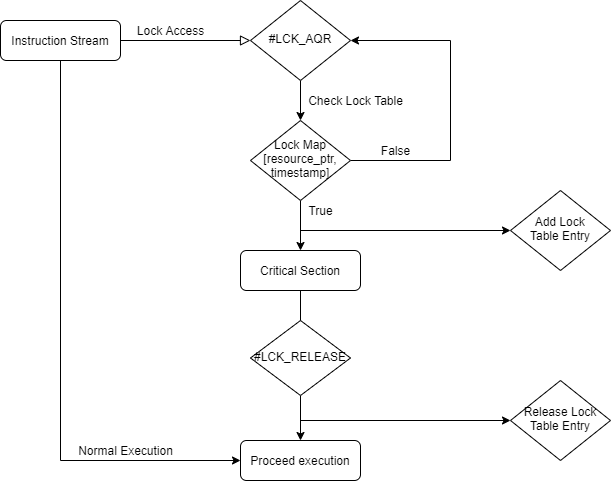 Instruction Stream
Lock Access
#LCK_AQR
Check Lock Table
Lock Map
[resource_ptr,
timestamp]
False
True
Add Lock
Table Entry
Critical Section
#LCK_RELEASE
Release Lock
Table Entry
Normal Execution
Proceed execution